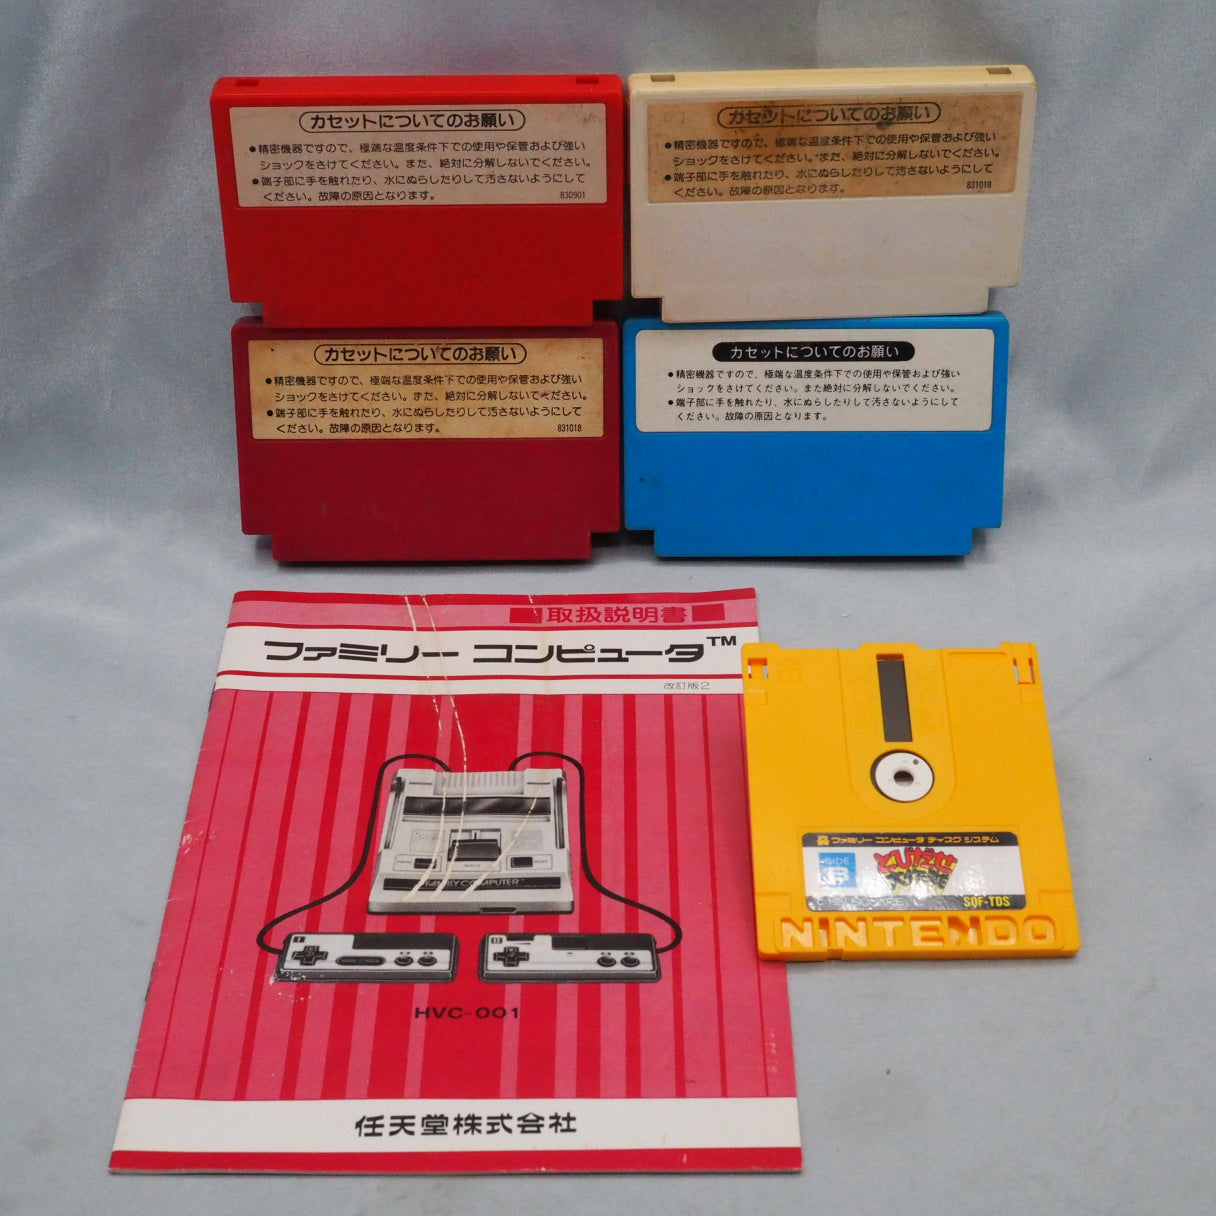 カセットについてのお願い
●精密機器ですので、極端な温度条件下での使用や保管および強い
ショックをさけてください。また、絶対に分解しないでください。
●端子部に手を触れたり、水にぬらしたりして汚さないようにして
ください。故障の原因となります。
830901
カセットについてのお願い
●精密機器ですので、極端な温度条件下での使用や保管および強い
ショックをさけてください。また、絶対に分解しないでください。
●端子部に手を触れたり、水にぬらしたりして汚さないようにして
ください。故障の原因となります。
831018
カセットについてのお願い
●精密機器ですので、極端な温度条件下での使用や保管および強い
ショックをさけてください。また、絶対に分解しないでください。
●端子部に手を触れたり、水にぬらしたりして汚さないようにして
ください。故障の原因となります。
831018
カセットについてのお願い
●精密機器ですので、極端な温度条件下での使用や保管および強い
ショックをさけてください。また絶対に分解しないでください。
●端子部に手を触れたり、水にぬらしたりして汚さないようにして
ください。故障の原因となります。
取扱説明書
ファミリー コンピュータ™
改訂版2
FAMILY COMPUTER
I
II
HVC-001
任天堂株式会社
ファミリー コンピュータ ディスク システム
SIDE
B
とびだせ
SQF-TDS
NINTENDO